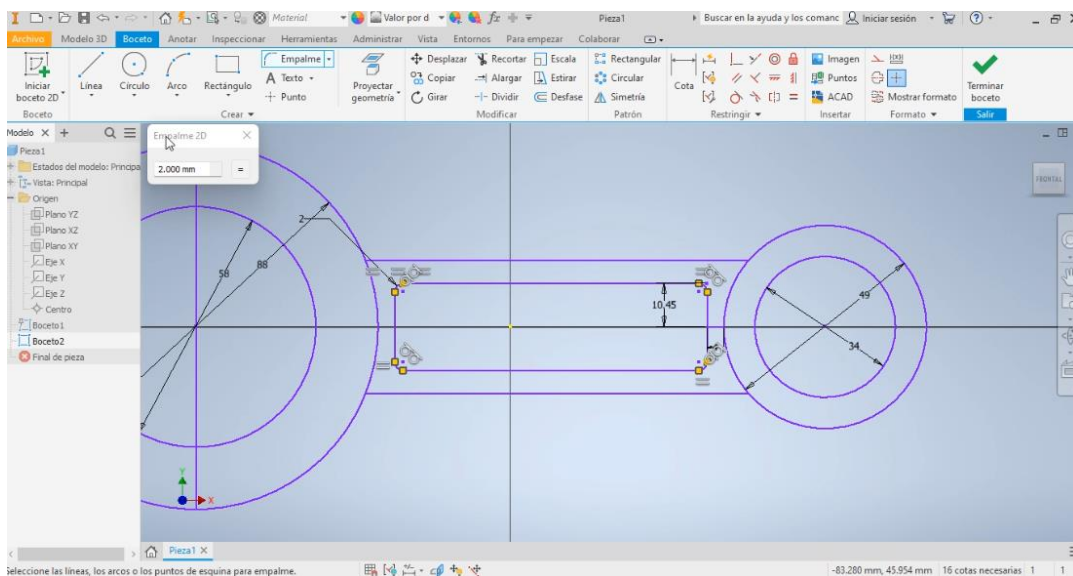 Material
Valor por d
fx
Pieza1
Buscar en la ayuda y los comanc
Iniciar sesión
Archivo Modelo 3D Boceto Anotar Inspeccionar Herramientas Administrar Vista Entornos Para empezar Colaborar
Iniciar boceto 2D
Línea
Círculo
Arco
Rectángulo
Empalme
A Texto
Punto
Proyectar geometría
Desplazar Recortar Escala
Copiar Alargar Estirar
Girar Dividir Desfase
Rectangular
Circular
Simetría
Cota
Imagen
Puntos
ACAD
Mostrar formato
Terminar boceto
Boceto Crear Modificar Patrón Restringir Insertar Formato Salir
Modelo
Pieza1
Estados del modelo: Principa
Vista: Principal
Origen
Plano YZ
Plano XZ
Plano XY
Eje X
Eje Y
Eje Z
Centro
Boceto1
Boceto2
Final de pieza
Empalme 2D
2.000 mm
FRONTAL
2
58
88
10,45
49
34
Y
X
Pieza1
Seleccione las líneas, los arcos o los puntos de esquina para empalme.
-83.280 mm, 45.954 mm 16 cotas necesarias 1 1